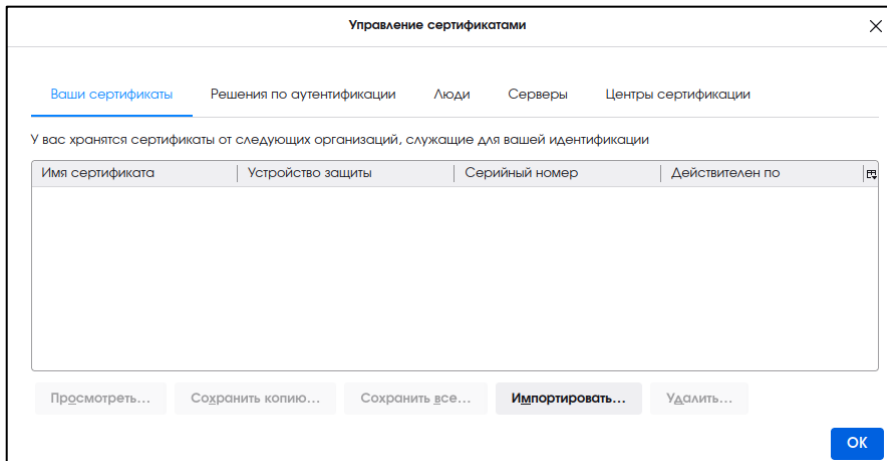 Управление сертификатами
Ваши сертификаты Решения по аутентификации Люди Серверы Центры сертификации
У вас хранятся сертификаты от следующих организаций, служащие для вашей идентификации
Имя сертификата Устройство защиты Серийный номер Действителен по
Просмотреть... Сохранить копию... Сохранить все... Импортировать... Удалить...
ОК